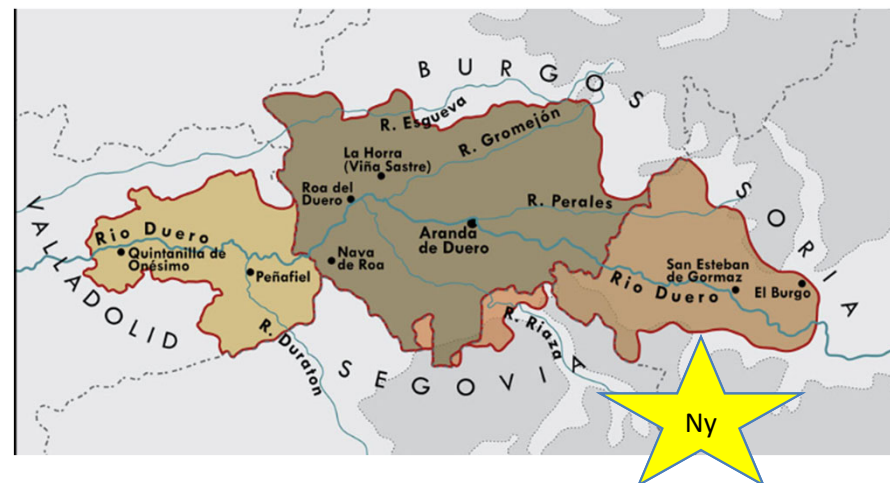 BURGOS
R. Esgueva
R. Gromejón
La Horra
(Viña Sastre)
Roa del
Duero
R. Perales
SORIA
VALLADOLID
Rio Duero
Aranda
de Duero
Quintanilla de
Onésimo
Nava
de Roa
Peñafiel
San Esteban
de Gormaz
El Burgo
Rio Duero
R. Duraton
R. Riaza
SEGOVIA
Ny